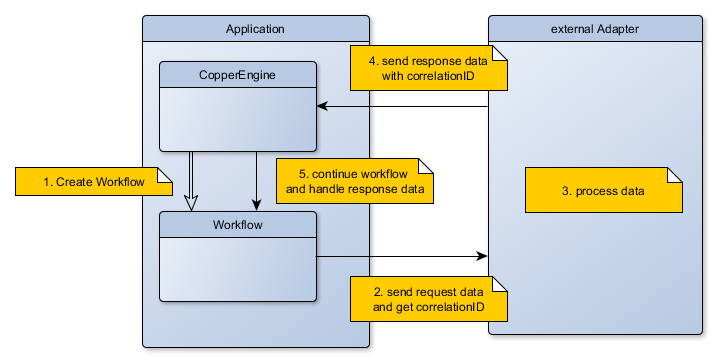 Application
external Adapter
4. send response data
with correlationID
CopperEngine
1. Create Workflow
5. continue workflow
and handle response data
3. process data
Workflow
2. send request data
and get correlationID